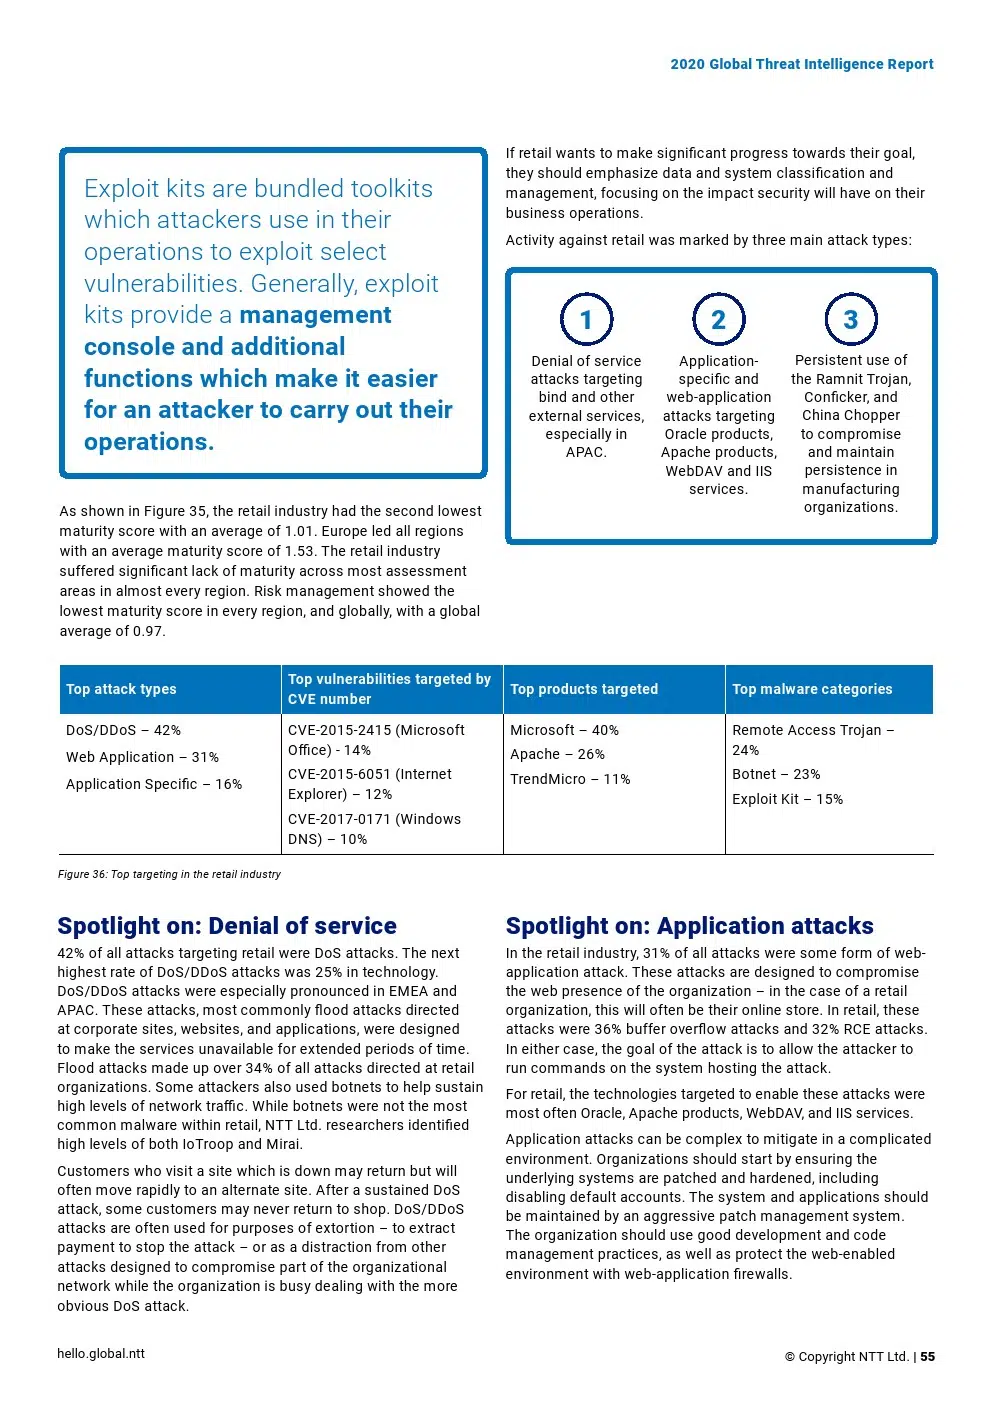 2020 Global Threat Intelligence Report
Exploit kits are bundled toolkits
which attackers use in their
operations to exploit select
vulnerabilities. Generally, exploit
kits provide a management
console and additional
functions which make it easier
for an attacker to carry out their
operations.
As shown in Figure 35, the retail industry had the second lowest
maturity score with an average of 1.01. Europe led all regions
with an average maturity score of 1.53. The retail industry
suffered significant lack of maturity across most assessment
areas in almost every region. Risk management showed the
lowest maturity score in every region, and globally, with a global
average of 0.97.
If retail wants to make significant progress towards their goal,
they should emphasize data and system classification and
management, focusing on the impact security will have on their
business operations.
Activity against retail was marked by three main attack types:
1
Denial of service
attacks targeting
bind and other
external services,
especially in
APAC.
2
Application-
specific and
web-application
attacks targeting
Oracle products,
Apache products,
WebDAV and IIS
services.
3
Persistent use of
the Ramnit Trojan,
Conficker, and
China Chopper
to compromise
and maintain
persistence in
manufacturing
organizations.
Top attack types
Top vulnerabilities targeted by
CVE number
Top products targeted
Top malware categories
DoS/DDoS – 42%
Web Application – 31%
Application Specific – 16%
CVE-2015-2415 (Microsoft
Office) - 14%
CVE-2015-6051 (Internet
Explorer) – 12%
CVE-2017-0171 (Windows
DNS) – 10%
Microsoft – 40%
Apache – 26%
TrendMicro – 11%
Remote Access Trojan –
24%
Botnet – 23%
Exploit Kit – 15%
Figure 36: Top targeting in the retail industry
Spotlight on: Denial of service
42% of all attacks targeting retail were DoS attacks. The next
highest rate of DoS/DDoS attacks was 25% in technology.
DoS/DDoS attacks were especially pronounced in EMEA and
APAC. These attacks, most commonly flood attacks directed
at corporate sites, websites, and applications, were designed
to make the services unavailable for extended periods of time.
Flood attacks made up over 34% of all attacks directed at retail
organizations. Some attackers also used botnets to help sustain
high levels of network traffic. While botnets were not the most
common malware within retail, NTT Ltd. researchers identified
high levels of both IoTroop and Mirai.
Customers who visit a site which is down may return but will
often move rapidly to an alternate site. After a sustained DoS
attack, some customers may never return to shop. DoS/DDoS
attacks are often used for purposes of extortion – to extract
payment to stop the attack – or as a distraction from other
attacks designed to compromise part of the organizational
network while the organization is busy dealing with the more
obvious DoS attack.
Spotlight on: Application attacks
In the retail industry, 31% of all attacks were some form of web-
application attack. These attacks are designed to compromise
the web presence of the organization – in the case of a retail
organization, this will often be their online store. In retail, these
attacks were 36% buffer overflow attacks and 32% RCE attacks.
In either case, the goal of the attack is to allow the attacker to
run commands on the system hosting the attack.
For retail, the technologies targeted to enable these attacks were
most often Oracle, Apache products, WebDAV, and IIS services.
Application attacks can be complex to mitigate in a complicated
environment. Organizations should start by ensuring the
underlying systems are patched and hardened, including
disabling default accounts. The system and applications should
be maintained by an aggressive patch management system.
The organization should use good development and code
management practices, as well as protect the web-enabled
environment with web-application firewalls.
hello.global.ntt
© Copyright NTT Ltd. | 55